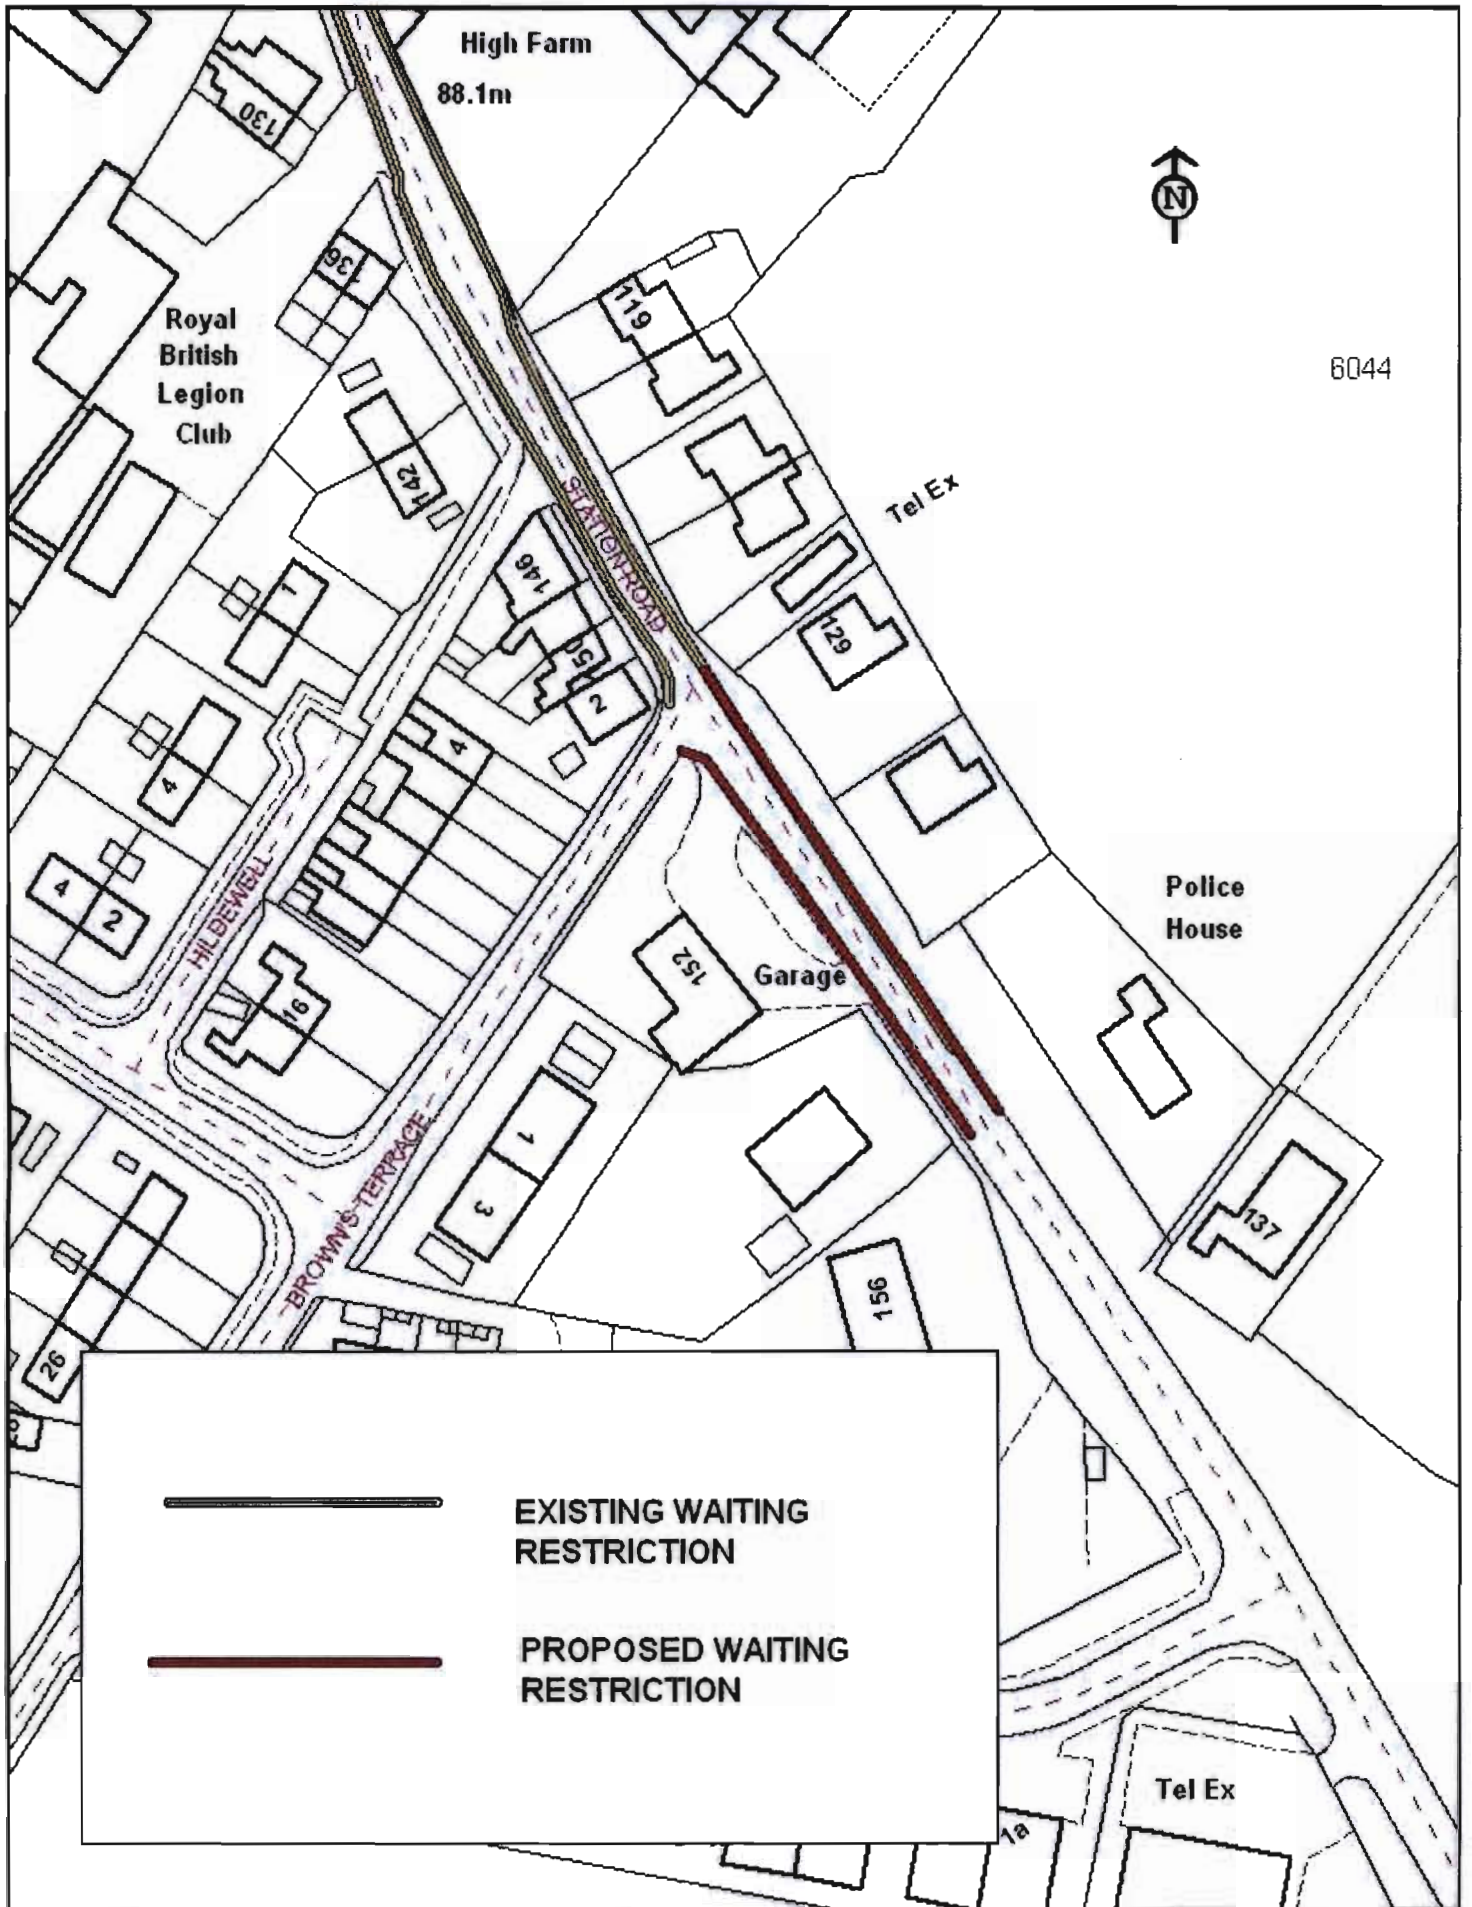 High Farm
88.1m
130
N
136
119
Royal
British
Legion
Club
6044
142
Tel Ex
STATION ROAD
146
1
129
150
2
4
4
4
2
HILDEWELL
Police
House
152
Garage
16
1
3
BROWN'S TERRACE
137
156
26
EXISTING WAITING
RESTRICTION
PROPOSED WAITING
RESTRICTION
Tel Ex
1a